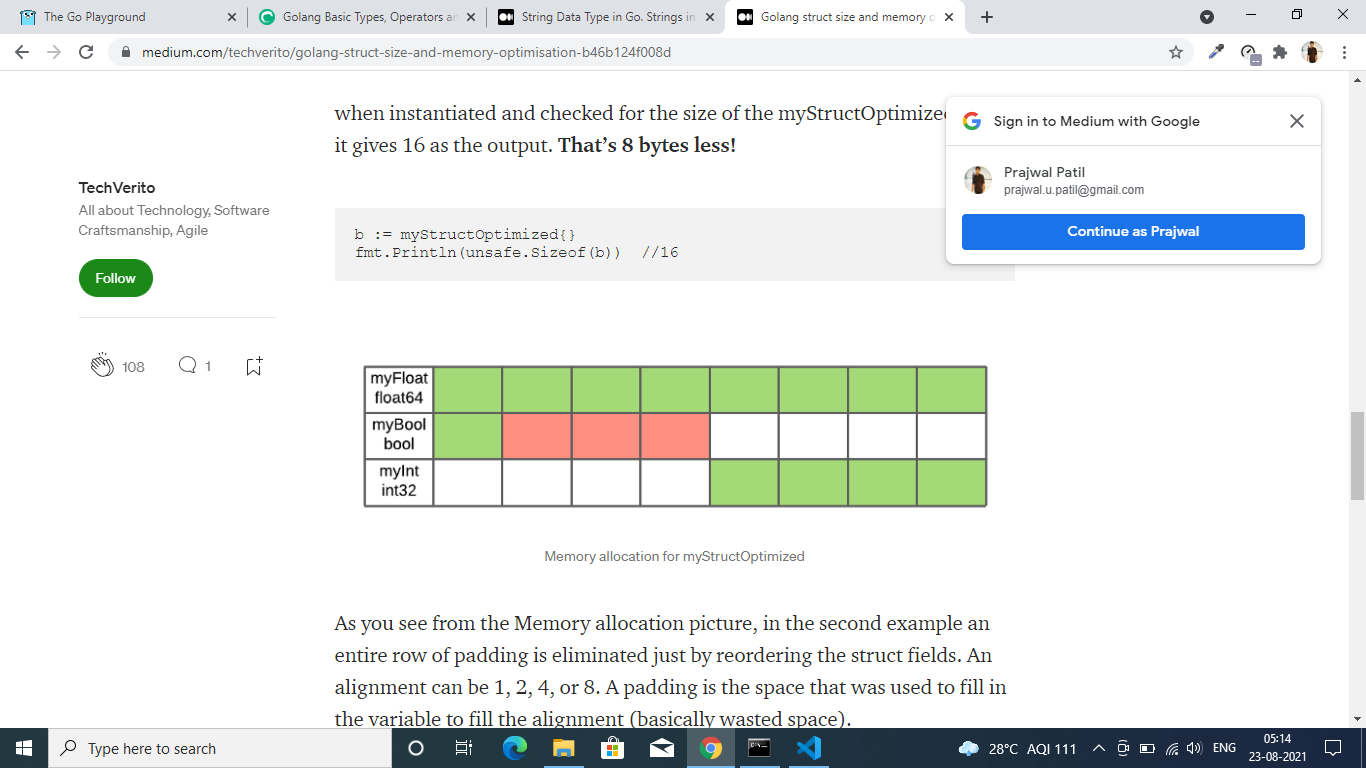 The Go Playground
Golang Basic Types, Operators an
String Data Type in Go. Strings in
Golang struct size and memory o
medium.com/techverito/golang-struct-size-and-memory-optimisation-b46b124f008d
when instantiated and checked for the size of the myStructOptimized
it gives 16 as the output. That's 8 bytes less!
Sign in to Medium with Google
Prajwal Patil
prajwal.u.patil@gmail.com
Continue as Prajwal
TechVerito
All about Technology, Software
Craftsmanship, Agile
Follow
108
1
b := myStructOptimized{}
fmt.Println(unsafe.Sizeof(b))  //16
myFloat
float64
myBool
bool
myInt
int32
Memory allocation for myStructOptimized
As you see from the Memory allocation picture, in the second example an
entire row of padding is eliminated just by reordering the struct fields. An
alignment can be 1, 2, 4, or 8. A padding is the space that was used to fill in
the variable to fill the alignment (basically wasted space).
Type here to search
28°C AQI 111
ENG
05:14
23-08-2021